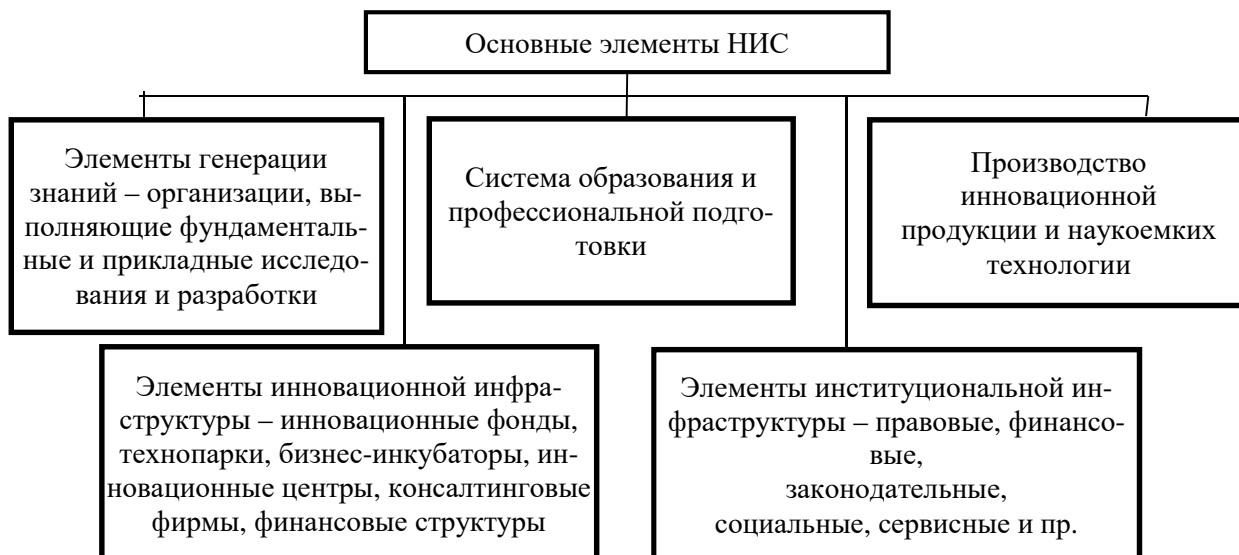 Основные элементы НИС
Элементы генерации
знаний – организации, вы-
полняющие фундаменталь-
ные и прикладные исследо-
вания и разработки
Система образования и
профессиональной подго-
товки
Производство
инновационной
продукции и наукоемких
технологии
Элементы инновационной инфра-
структуры – инновационные фонды,
технопарки, бизнес-инкубаторы, ин-
новационные центры, консалтинговые
фирмы, финансовые структуры
Элементы институциональной ин-
фраструктуры – правовые, финансо-
вые,
законодательные,
социальные, сервисные и пр.